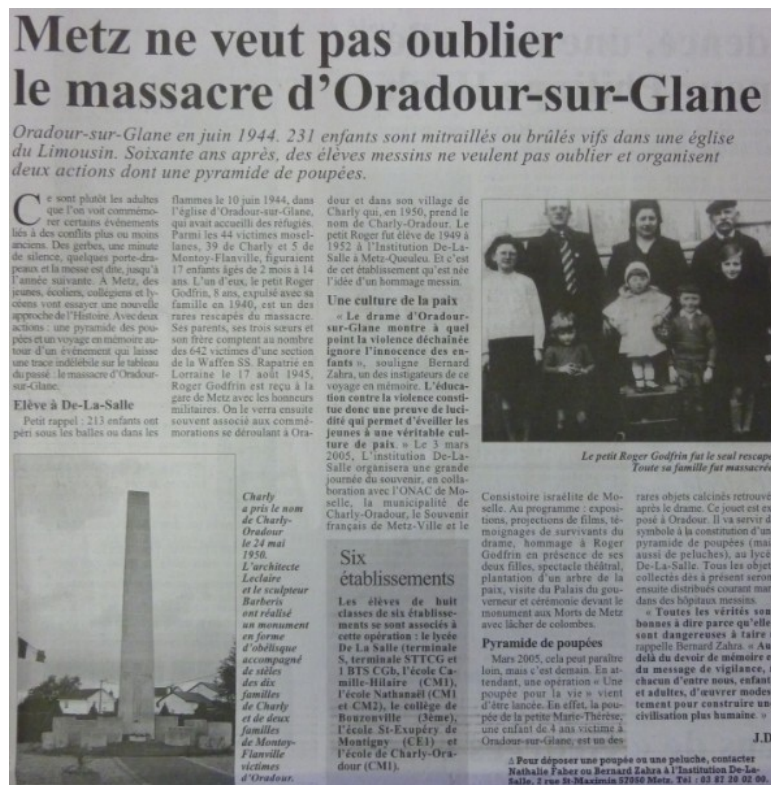 Metz ne veut pas oublier
le massacre d'Oradour-sur-Glane
Oradour-sur-Glane en juin 1944. 231 enfants sont mitraillés ou brûlés vifs dans une église
du Limousin. Soixante ans après, des élèves messins ne veulent pas oublier et organisent
deux actions dont une pyramide de poupées.
Ce sont plutôt les adultes
que l'on voit commémo-
rer certains événements
liés à des conflits plus ou moins
anciens. Des gerbes, une minute
de silence, quelques porte-dra-
peaux et la messe est dite, jusqu'à
l'année suivante. A Metz, des
jeunes, écoliers, collégiens et ly-
céens vont essayer une nouvelle
approche de l'Histoire. Avec deux
actions : une pyramide des pou-
pées et un voyage en mémoire au-
tour d'un événement qui laisse
une trace indélébile sur le tableau
du passé : le massacre d'Oradour-
sur-Glane.
Elève à De-La-Salle
Petit rappel : 213 enfants ont
péri sous les balles ou dans les
flammes le 10 juin 1944, dans
l'église d'Oradour-sur-Glane,
qui avait accueilli des réfugiés.
Parmi les 44 victimes mosel-
lanes, 39 de Charly et 5 de
Montoy-Flanville, figuraient
17 enfants âgés de 2 mois à 14
ans. L'un d'eux, le petit Roger
Godfrin, 8 ans, expulsé avec sa
famille en 1940, est un des
rares rescapés du massacre.
Ses parents, ses trois sœurs et
son frère comptent au nombre
des 642 victimes d'une section
de la Waffen SS. Rapatrié en
Lorraine le 17 août 1945,
Roger Godfrin est reçu à la
gare de Metz avec les honneurs
militaires. On le verra ensuite
souvent associé aux commé-
morations se déroulant à Ora-
dour et dans son village de
Charly qui, en 1950, prend le
nom de Charly-Oradour. Le
petit Roger fut élève de 1949 à
1952 à l'Institution De-La-
Salle à Metz-Queuleu. Et c'est
de cet établissement qu'est née
l'idée d'un hommage messin.
Une culture de la paix
« Le drame d'Oradour-
sur-Glane montre à quel
point la violence déchaînée
ignore l'innocence des en-
fants », souligne Bernard
Zahra, un des instigateurs de ce
voyage en mémoire. L'éduca-
tion contre la violence consti-
tue donc une preuve de luci-
dité qui permet d'éveiller les
jeunes à une véritable cul-
ture de paix. » Le 3 mars
2005, L'institution De-La-
Salle organisera une grande
journée du souvenir, en colla-
boration avec l'ONAC de Mo-
selle, la municipalité de
Charly-Oradour, le Souvenir
français de Metz-Ville et le
Le petit Roger Godfrin fut le seul rescapé
Toute sa famille fut massacrée
Consistoire israélite de Mo-
selle. Au programme : exposi-
tions, projections de films, té-
moignages de survivants du
drame, hommage à Roger
Godfrin en présence de ses
deux filles, spectacle théâtral,
plantation d'un arbre de la
paix, visite du Palais du gou-
verneur et cérémonie devant le
monument aux Morts de Metz
avec lâcher de colombes.
Pyramide de poupées
Mars 2005, cela peut paraître
loin, mais c'est demain. En at-
tendant, une opération « Une
poupée pour la vie » vient
d'être lancée. En effet, la pou-
pée de la petite Marie-Thérèse,
une enfant de 4 ans victime à
Oradour-sur-Glane, est un des
rares objets calcinés retrouvé
après le drame. Ce jouet est ex
posé à Oradour. Il va servir d
symbole à la constitution d'un
pyramide de poupées (mai
aussi de peluches), au lycé
De-La-Salle. Tous les objet
collectés dès à présent seron
ensuite distribués courant mar
dans des hôpitaux messins.
« Toutes les vérités son
bonnes à dire parce qu'elle
sont dangereuses à taire
rappelle Bernard Zahra. « Au
delà du devoir de mémoire e
du message de vigilance,
chacun d'entre nous, enfant
et adultes, d'œuvrer modes
tement pour construire un
civilisation plus humaine. »
J.D
Charly
a pris le nom
de Charly-
Oradour
le 24 mai
1950.
L'architecte
Leclaire
et le sculpteur
Barberis
ont réalisé
un monument
en forme
d'obélisque
accompagné
de stèles
des dix
familles
de Charly
et de deux
familles
de Montoy-
Flanville
victimes
d'Oradour.
Six
établissements
Les élèves de huit
classes de six établisse-
ments se sont associés à
cette opération : le lycée
De La Salle (terminale
S, terminale STTCG et
1 BTS CGb, l'école Ca-
mille-Hilaire (CM1),
l'école Nathanaël (CM1
et CM2), le collège de
Bouzonville (3ème),
l'école St-Exupéry de
Montigny (CE1) et
l'école de Charly-Ora-
dour (CM1).
Pour déposer une poupée ou une peluche, contacter
Nathalie Faber ou Bernard Zahra à l'Institution De-La-
Salle, 2 rue St-Maximin 57050 Metz. Tél : 03 87 20 02 00.